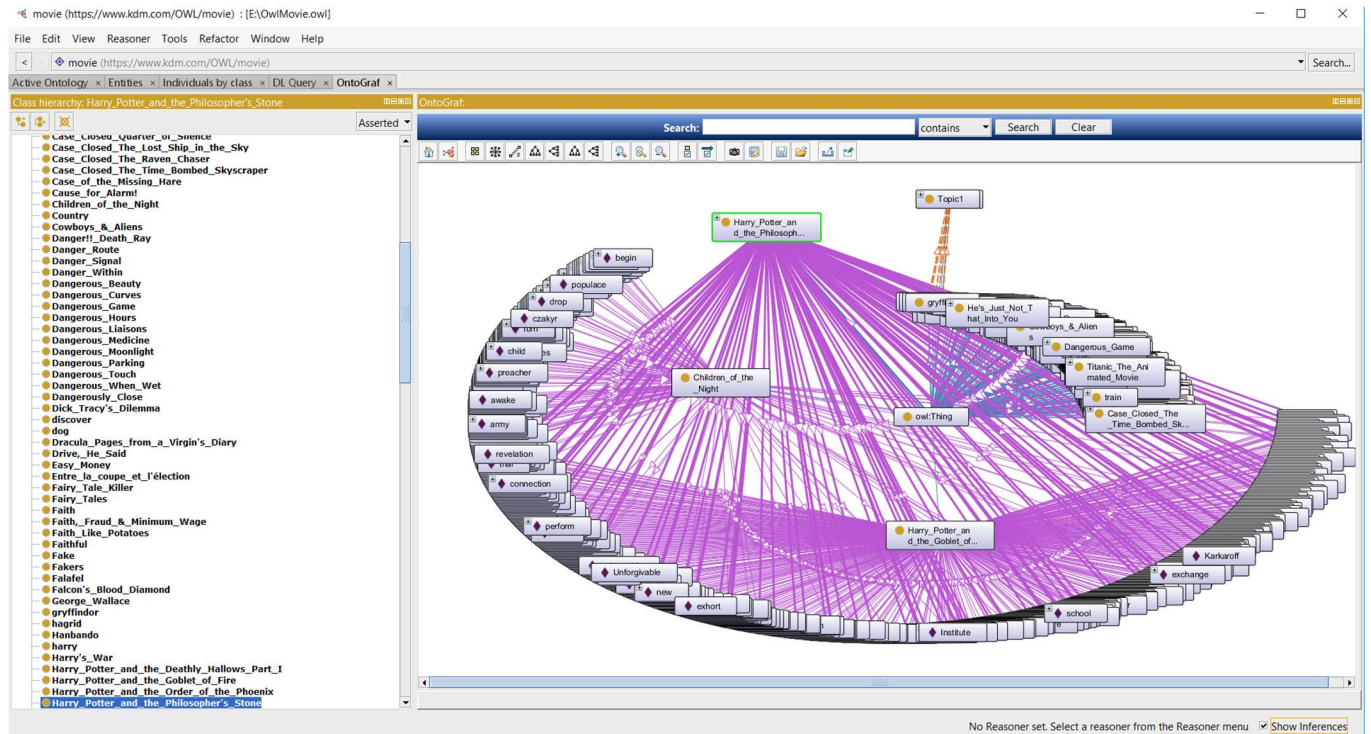 movie (https://www.kdm.com/OWL/movie) : [E:\OwlMovie.owl]
File Edit View Reasoner Tools Refactor Window Help
< movie (https://www.kdm.com/OWL/movie) Search...
Active Ontology × Entities × Individuals by class × DL Query × OntoGraf ×
Class hierarchy: Harry_Potter_and_the_Philosopher's_Stone
Asserted
Case_Closed_Quarter_of_Silence
Case_Closed_The_Lost_Ship_in_the_Sky
Case_Closed_The_Raven_Chaser
Case_Closed_The_Time_Bombed_Skyscraper
Case_of_the_Missing_Hare
Cause_for_Alarm!
Children_of_the_Night
Country
Cowboys_&_Aliens
Danger!!_Death_Ray
Danger_Route
Danger_Signal
Danger_Within
Dangerous_Beauty
Dangerous_Curves
Dangerous_Game
Dangerous_Hours
Dangerous_Liaisons
Dangerous_Medicine
Dangerous_Moonlight
Dangerous_Parking
Dangerous_Touch
Dangerous_When_Wet
Dangerously_Close
Dick_Tracy's_Dilemma
discover
dog
Dracula_Pages_from_a_Virgin's_Diary
Drive,_He_Said
Easy_Money
Entre_la_coupe_et_l'élection
Fairy_Tale_Killer
Fairy_Tales
Faith
Faith,_Fraud_&_Minimum_Wage
Faith_Like_Potatoes
Faithful
Fake
Fakers
Falafel
Falcon's_Blood_Diamond
George_Wallace
gryffindor
hagrid
Hanbando
harry
Harry's_War
Harry_Potter_and_the_Deathly_Hallows_Part_I
Harry_Potter_and_the_Goblet_of_Fire
Harry_Potter_and_the_Order_of_the_Phoenix
Harry_Potter_and_the_Philosopher's_Stone
OntoGraf:
Search: contains Search Clear
Topic1
Harry_Potter_an
d_the_Philosoph...
begin
populace
drop
czakyr
turn
child
preacher
awake
army
revelation
trial
connection
perform
Unforgivable
new
exhort
Institute
school
exchange
Karkaroff
Children_of_the
_Night
owl:Thing
Harry_Potter_an
d_the_Goblet_of...
gryff
He's_Just_Not_T
hat_Into_You
Cowboys_&_Alien
s
Dangerous_Game
Titanic_The_Ani
mated_Movie
train
Case_Closed_The
_Time_Bombed_Sk...
No Reasoner set. Select a reasoner from the Reasoner menu Show Inferences